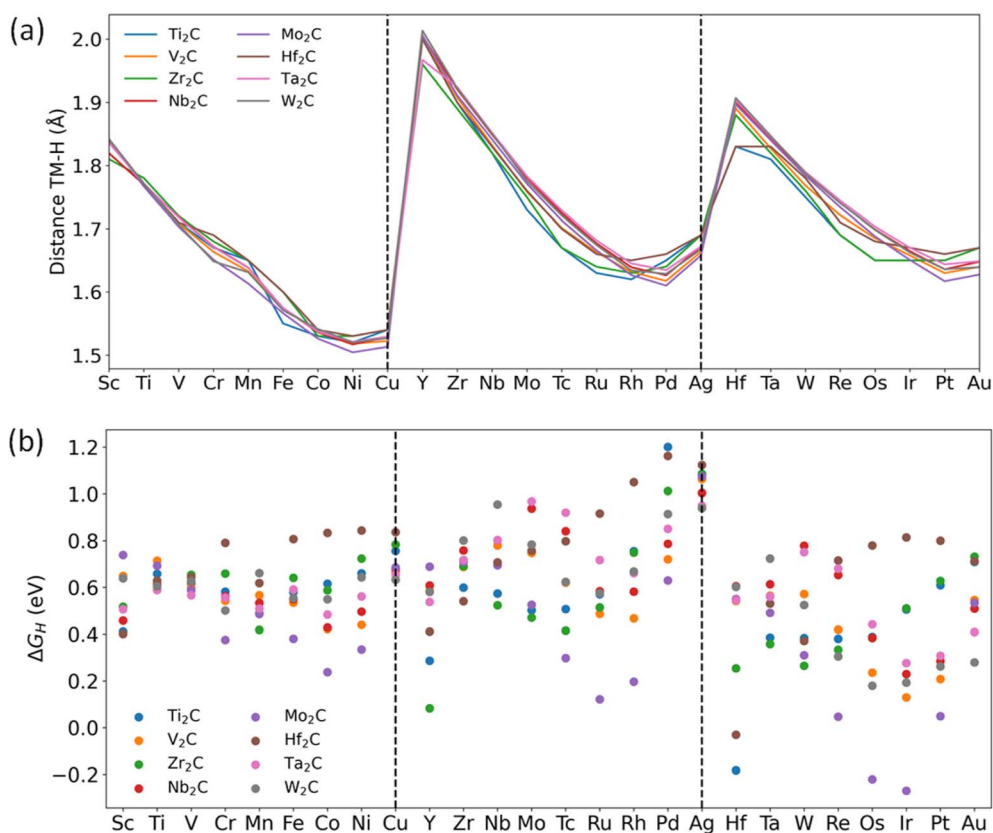 (a)
Distance TM-H (Å)
2.0
1.9
1.8
1.7
1.6
1.5
Ti₂C Mo₂C
V₂C Hf₂C
Zr₂C Ta₂C
Nb₂C W₂C
Sc Ti V Cr Mn Fe Co Ni Cu Y Zr Nb Mo Tc Ru Rh Pd Ag Hf Ta W Re Os Ir Pt Au
(b)
ΔG_H (eV)
1.2
1.0
0.8
0.6
0.4
0.2
0.0
−0.2
Ti₂C Mo₂C
V₂C Hf₂C
Zr₂C Ta₂C
Nb₂C W₂C
Sc Ti V Cr Mn Fe Co Ni Cu Y Zr Nb Mo Tc Ru Rh Pd Ag Hf Ta W Re Os Ir Pt Au